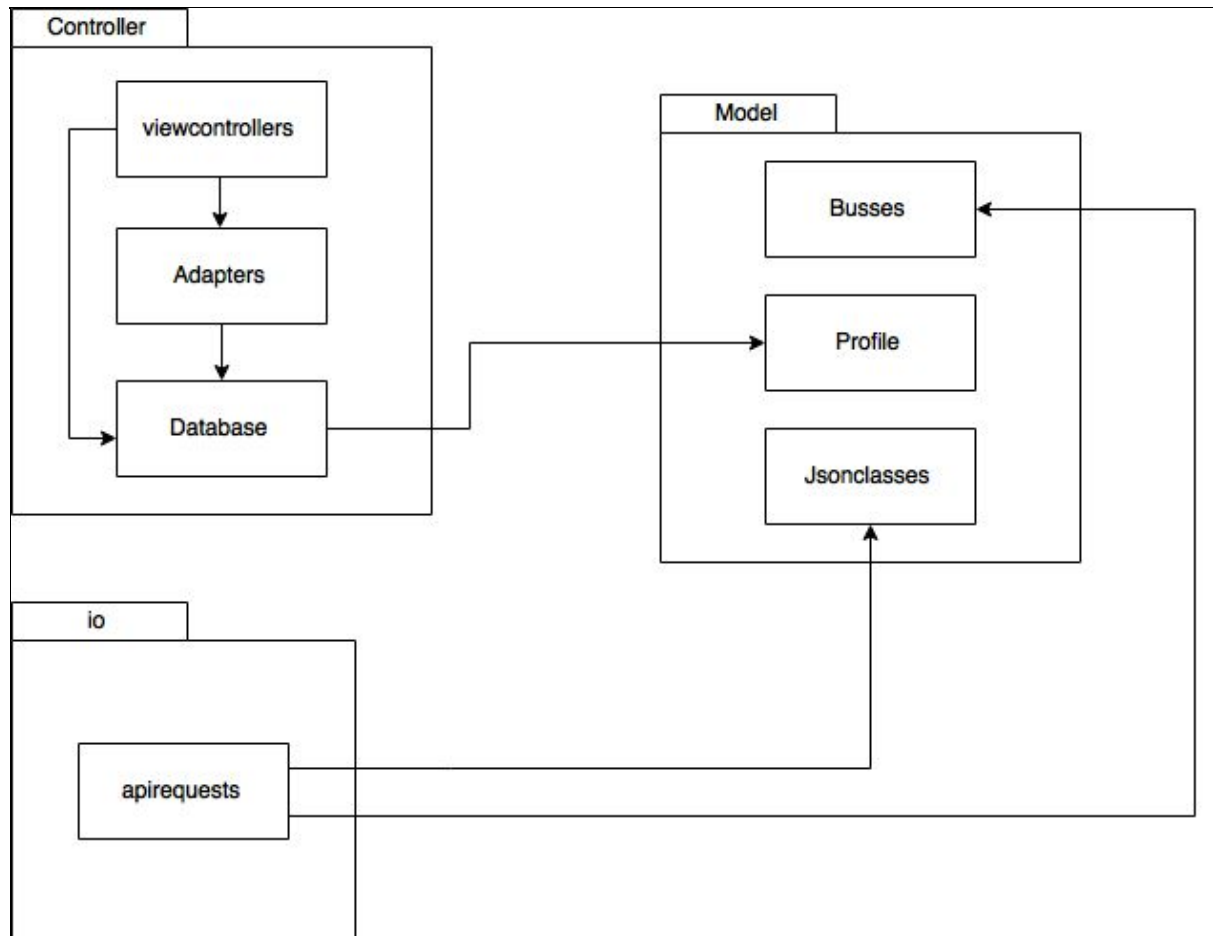 Controller
viewcontrollers
Adapters
Database
Model
Busses
Profile
Jsonclasses
io
apirequests